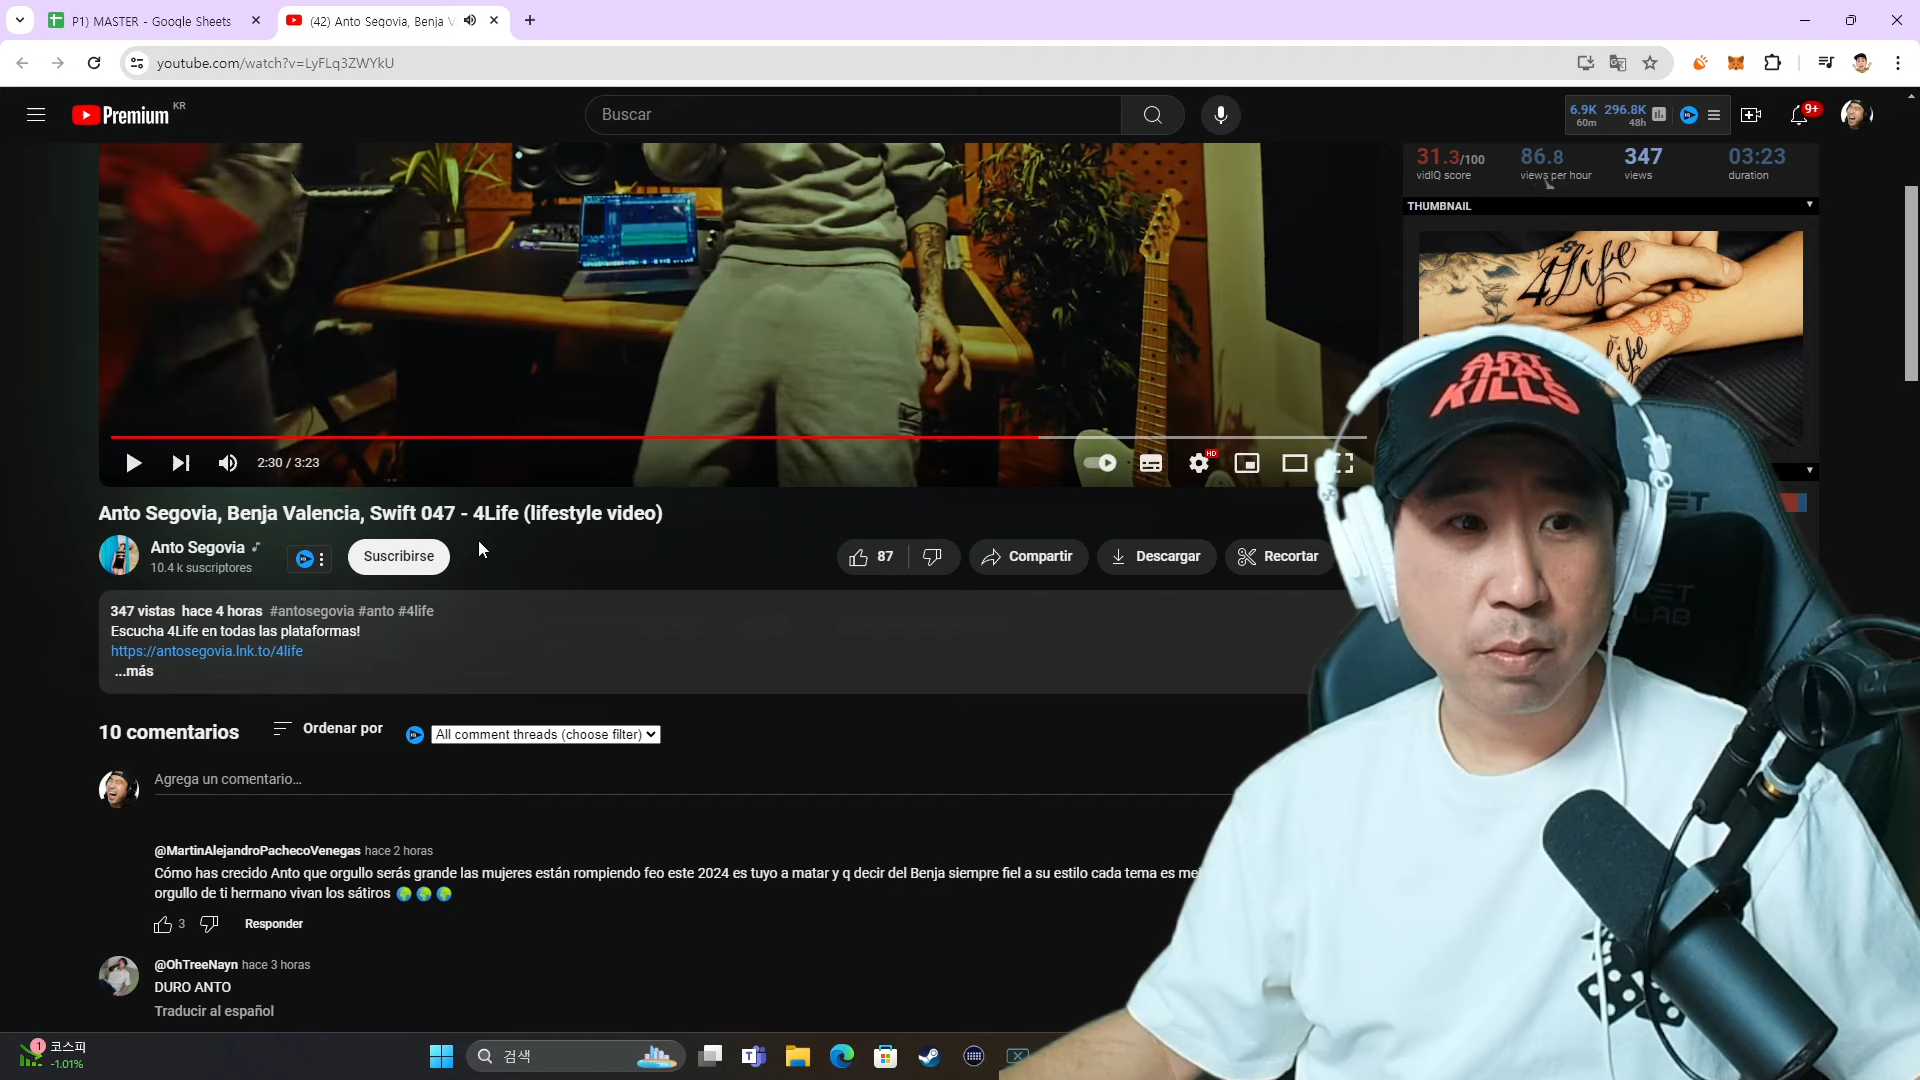 P1) MASTER - Google Sheets
(42) Anto Segovia, Benja V
youtube.com/watch?v=LyFLq3ZWYkU
Premium KR
Buscar
6.9K 296.8K
60m 48h
9+
31.3/100 86.8 347 03:23
vidIQ score views per hour views duration
THUMBNAIL
4Life
life
ART
THAT
KILLS
2:30 / 3:23
HD
Anto Segovia, Benja Valencia, Swift 047 - 4Life (lifestyle video)
Anto Segovia
10.4 k suscriptores
Suscribirse
87
Compartir
Descargar
Recortar
347 vistas hace 4 horas #antosegovia #anto #4life
Escucha 4Life en todas las plataformas!
https://antosegovia.lnk.to/4life
...más
10 comentarios
Ordenar por
All comment threads (choose filter)
Agrega un comentario...
@MartinAlejandroPachecoVenegas hace 2 horas
Cómo has crecido Anto que orgullo serás grande las mujeres están rompiendo feo este 2024 es tuyo a matar y q decir del Benja siempre fiel a su estilo cada tema es
orgullo de ti hermano vivan los sátiros
3
Responder
@OhTreeNayn hace 3 horas
DURO ANTO
Traducir al español
1
코스피
-1.01%
검색